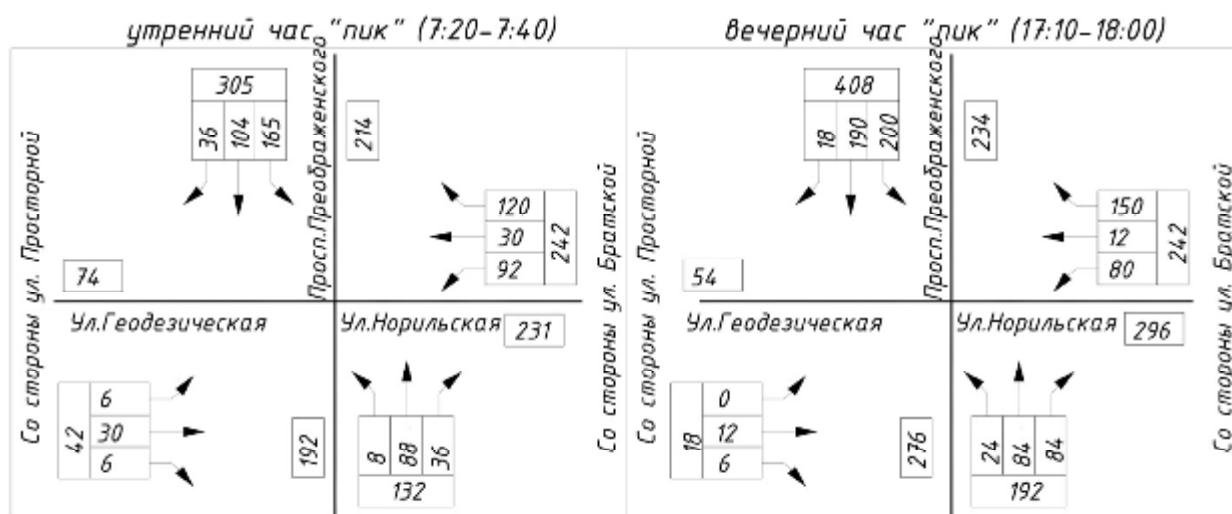 утренний час "пик" (7:20-7:40)
305
36 104 165
Просп.Преображенского
214
Со стороны ул. Просторной
120
30
92
242
Со стороны ул. Братской
74
Ул.Геодезическая
Ул.Норильская
231
42
6
30
6
192
8 88 36
132
вечерний час "пик" (17:10-18:00)
408
18 190 200
Просп.Преображенского
234
Со стороны ул. Просторной
150
12
80
242
Со стороны ул. Братской
54
Ул.Геодезическая
Ул.Норильская
296
18
0
12
6
276
24 84 84
192